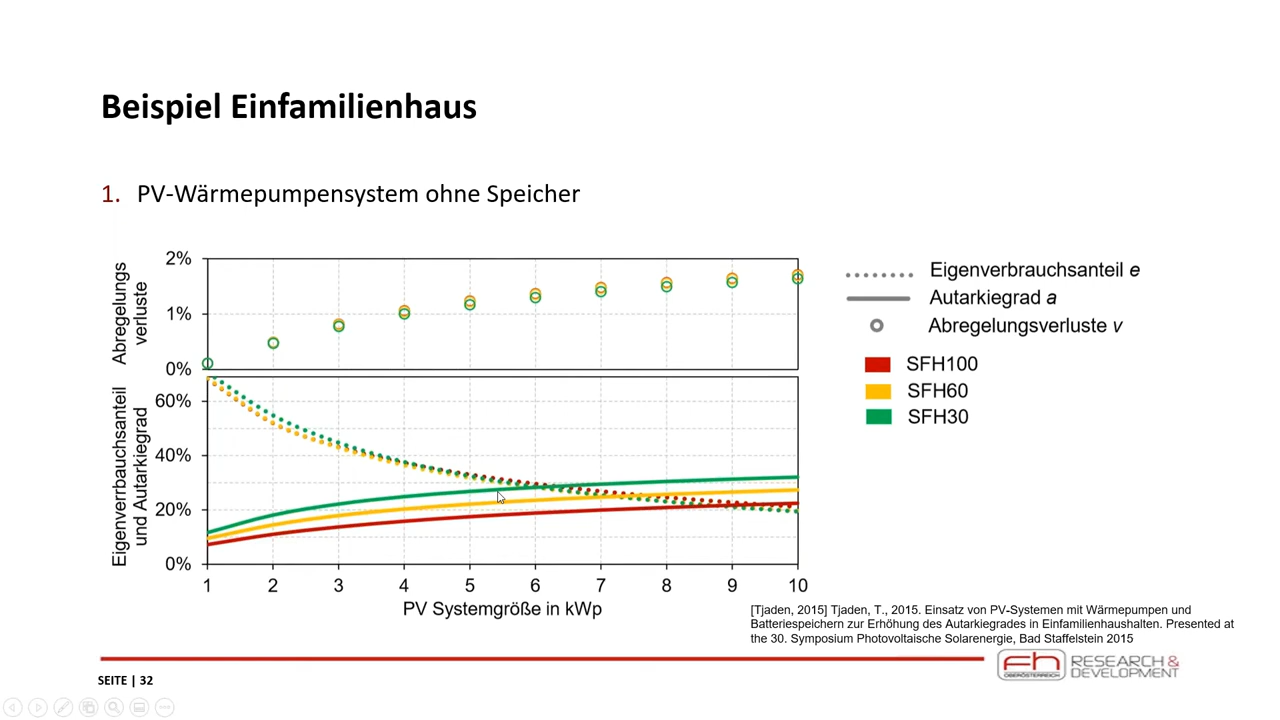 Beispiel Einfamilienhaus
1. PV-Wärmepumpensystem ohne Speicher
Abregelungs
verluste
2%
1%
0%
Eigenverrbauchsanteil
und Autarkiegrad
60%
40%
20%
0%
1 2 3 4 5 6 7 8 9 10
PV Systemgröße in kWp
Eigenverbrauchsanteil e
Autarkiegrad a
Abregelungsverluste v
SFH100
SFH60
SFH30
[Tjaden, 2015] Tjaden, T., 2015. Einsatz von PV-Systemen mit Wärmepumpen und
Batteriespeichern zur Erhöhung des Autarkiegrades in Einfamilienhaushalten. Presented at
the 30. Symposium Photovoltaische Solarenergie, Bad Staffelstein 2015
SEITE | 32
fh
OBERÖSTERREICH
RESEARCH &
DEVELOPMENT